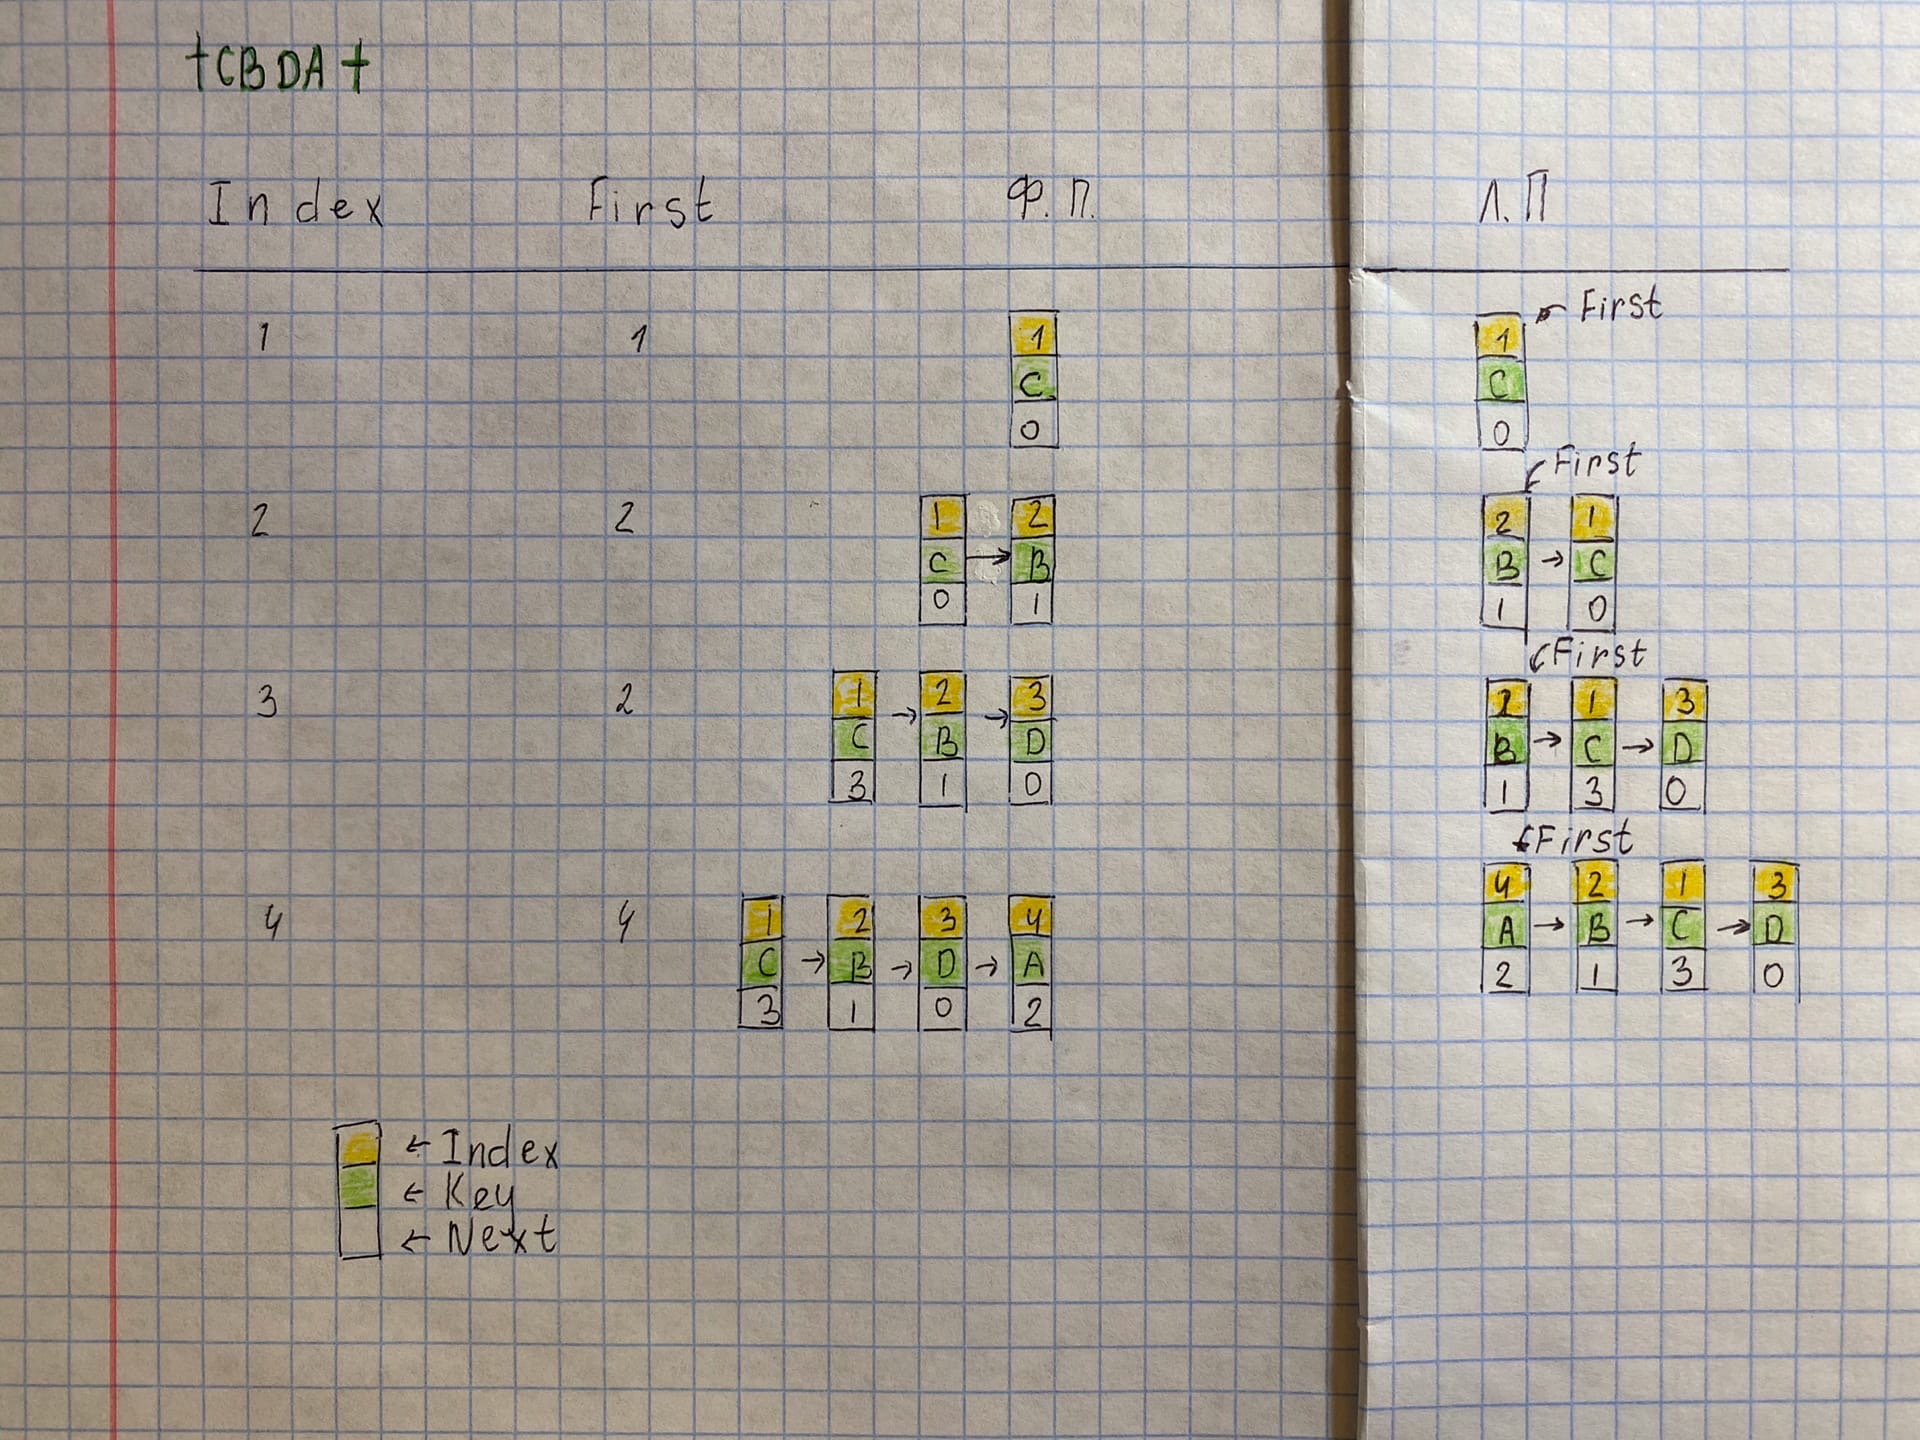 +CBDA+
Index First Ф.П. Л.П
First
1 1 1 1
C C
0 0
First
2 2 1 2 2 1
C → B B → C
0 1 1 0
First
3 2 1 → 2 → 3 2 1 3
C B D B → C → D
3 1 0 1 3 0
First
4 4 1 2 3 4 4 2 1 3
C → B → D → A A → B → C → D
3 1 0 2 2 1 3 0
← Index
← Key
← Next